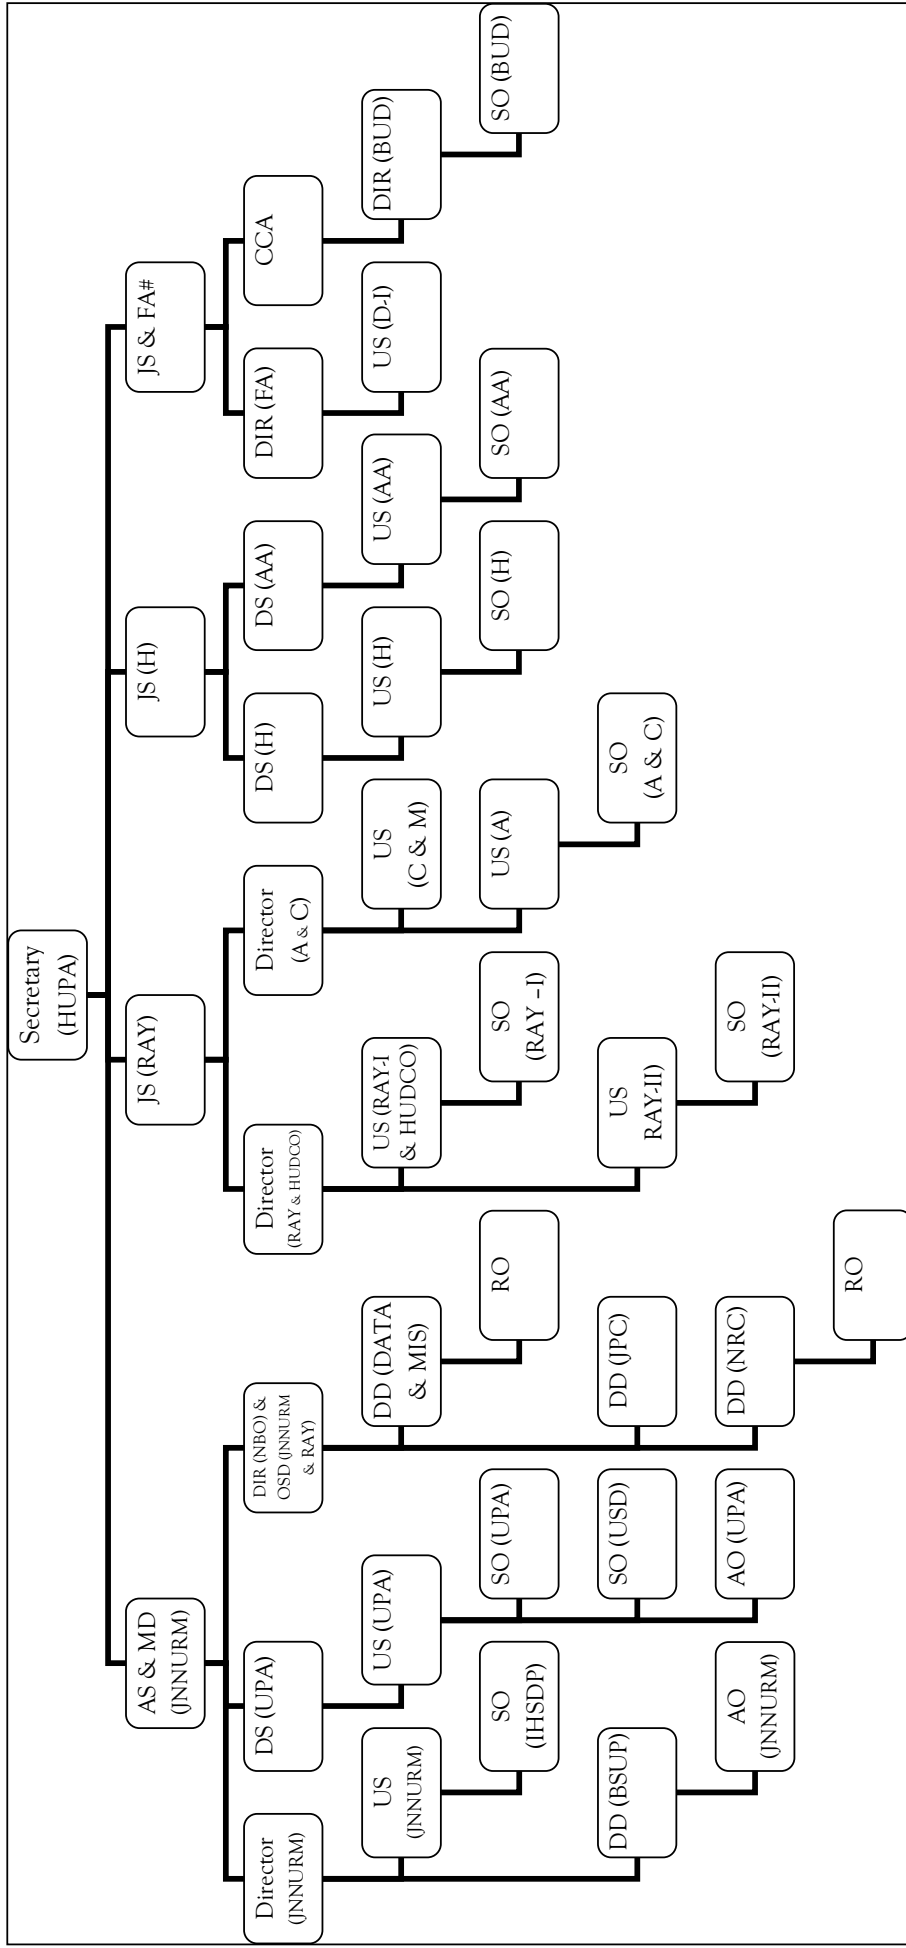 Secretary
(HUPA)
AS & MD
(JNNURM)
JS (RAY)
JS (H)
JS & FA#
Director
(JNNURM)
DS (UPA)
DIR (NBO) &
OSD (JNNURM
& RAY)
Director
(RAY & HUDCO)
Director
(A & C)
DS (H)
DS (AA)
DIR (FA)
CCA
US
(JNNURM)
US (UPA)
DD (DATA
& MIS)
US (RAY-I
& HUDCO)
US
(C & M)
US (H)
US (AA)
US (D-I)
DIR (BUD)
SO
(IHSDP)
SO (UPA)
RO
SO
(RAY –I)
US (A)
SO (H)
SO (AA)
SO (BUD)
DD (BSUP)
SO (USD)
DD (JPC)
US
RAY-II)
SO
(A & C)
AO
(JNNURM)
AO (UPA)
DD (NRC)
SO
(RAY-II)
RO